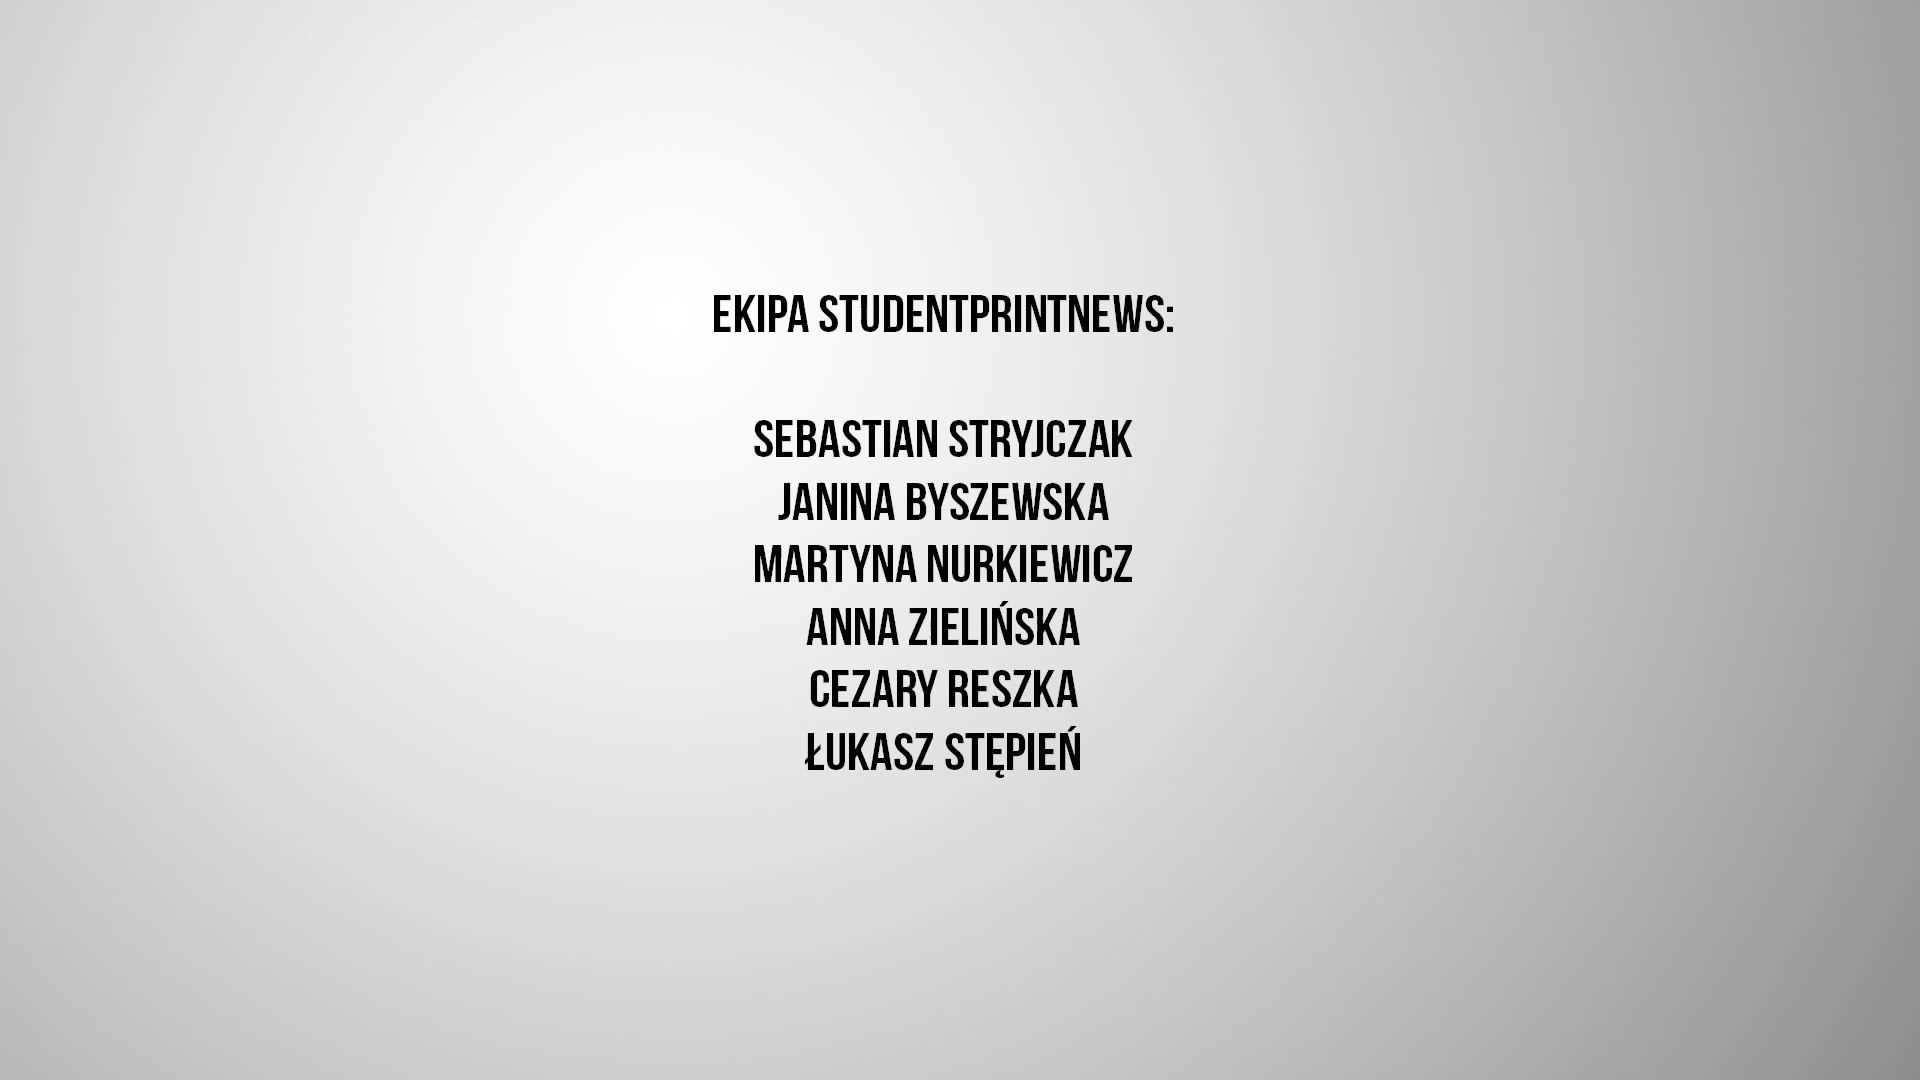 EKIPA STUDENTPRINTNEWS:
SEBASTIAN STRYJCZAK
JANINA BYSZEWSKA
MARTYNA NURKIEWICZ
ANNA ZIELIŃSKA
CEZARY RESZKA
ŁUKASZ STĘPIEŃ